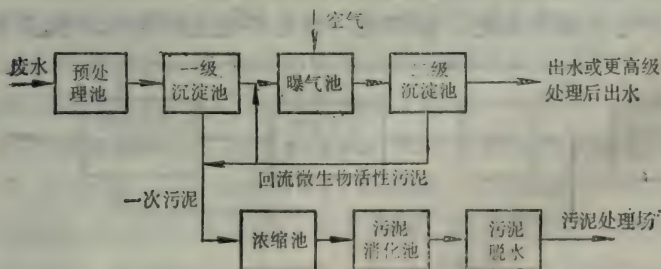 空气
废水
预处
理池
一级
沉淀池
曝气池
二级
沉淀池
出水或更高级
处理后出水
回流微生物活性污泥
一次污泥
浓缩池
污泥
消化池
污泥
脱水
污泥处理场